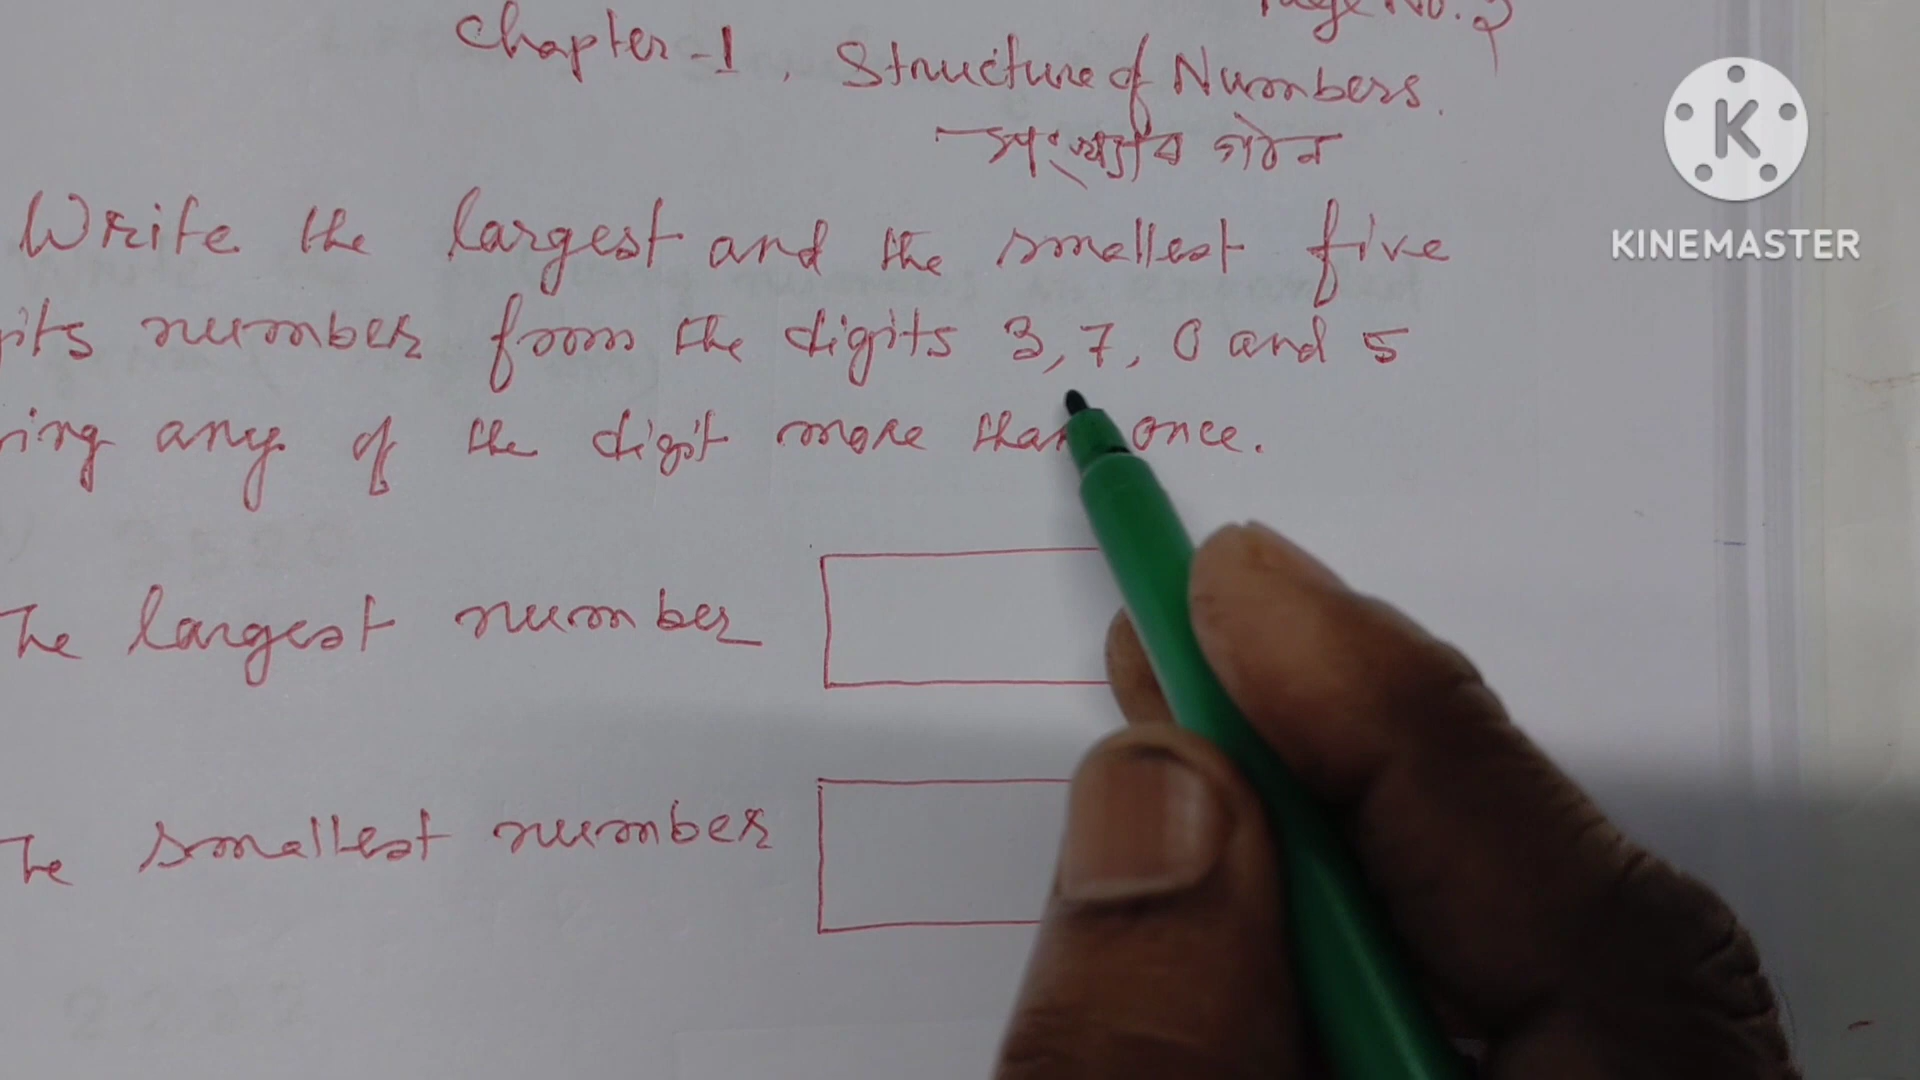 Page No. 2
Chapter-1, Structure of Numbers.
সংখ্যার গঠন
K
KINEMASTER
Write the largest and the smallest five
its number from the digits 3, 7, 0 and 5
ing any of the digit more than once.
The largest number
The smallest number